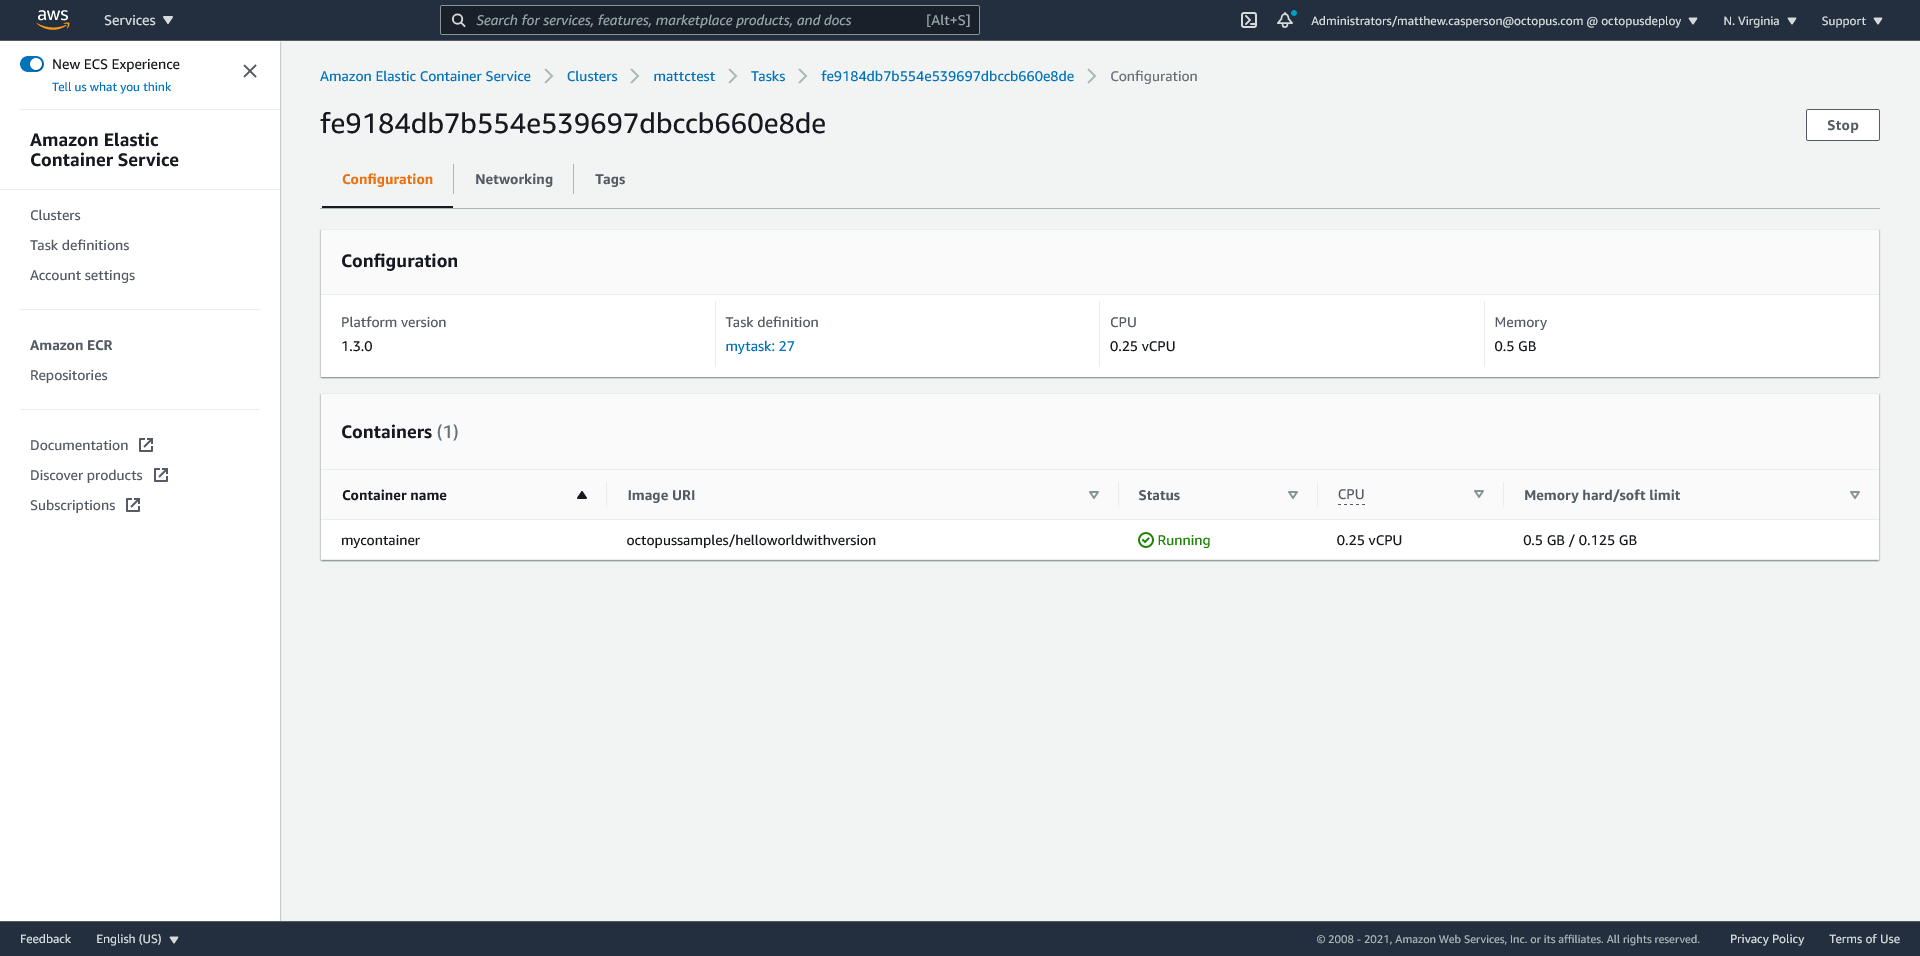 aws
Services
Search for services, features, marketplace products, and docs [Alt+S]
Administrators/matthew.casperson@octopus.com @ octopusdeploy
N. Virginia
Support
New ECS Experience
Tell us what you think
Amazon Elastic
Container Service
Clusters
Task definitions
Account settings
Amazon ECR
Repositories
Documentation
Discover products
Subscriptions
Amazon Elastic Container Service
Clusters
mattctest
Tasks
fe9184db7b554e539697dbccb660e8de
Configuration
fe9184db7b554e539697dbccb660e8de
Stop
Configuration
Networking
Tags
Configuration
Platform version
1.3.0
Task definition
mytask: 27
CPU
0.25 vCPU
Memory
0.5 GB
Containers (1)
Container name
Image URI
Status
CPU
Memory hard/soft limit
mycontainer
octopussamples/helloworldwithversion
Running
0.25 vCPU
0.5 GB / 0.125 GB
Feedback
English (US)
© 2008 - 2021, Amazon Web Services, Inc. or its affiliates. All rights reserved.
Privacy Policy
Terms of Use